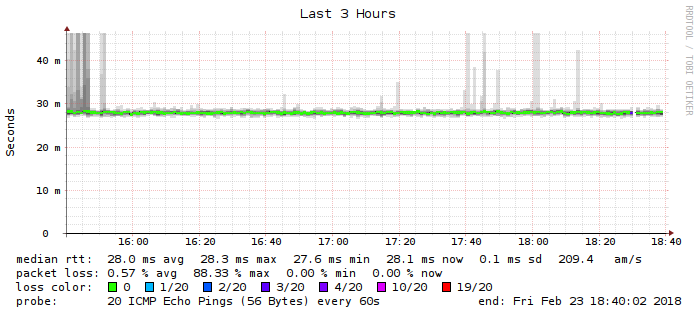 Last 3 Hours
RRDTOOL / TOBI OETIKER
Seconds
40 m
30 m
20 m
10 m
0
16:00 16:20 16:40 17:00 17:20 17:40 18:00 18:20 18:40
median rtt: 28.0 ms avg 28.3 ms max 27.6 ms min 28.1 ms now 0.1 ms sd 209.4 am/s
packet loss: 0.57 % avg 88.33 % max 0.00 % min 0.00 % now
loss color: 0 1/20 2/20 3/20 4/20 10/20 19/20
probe: 20 ICMP Echo Pings (56 Bytes) every 60s end: Fri Feb 23 18:40:02 2018